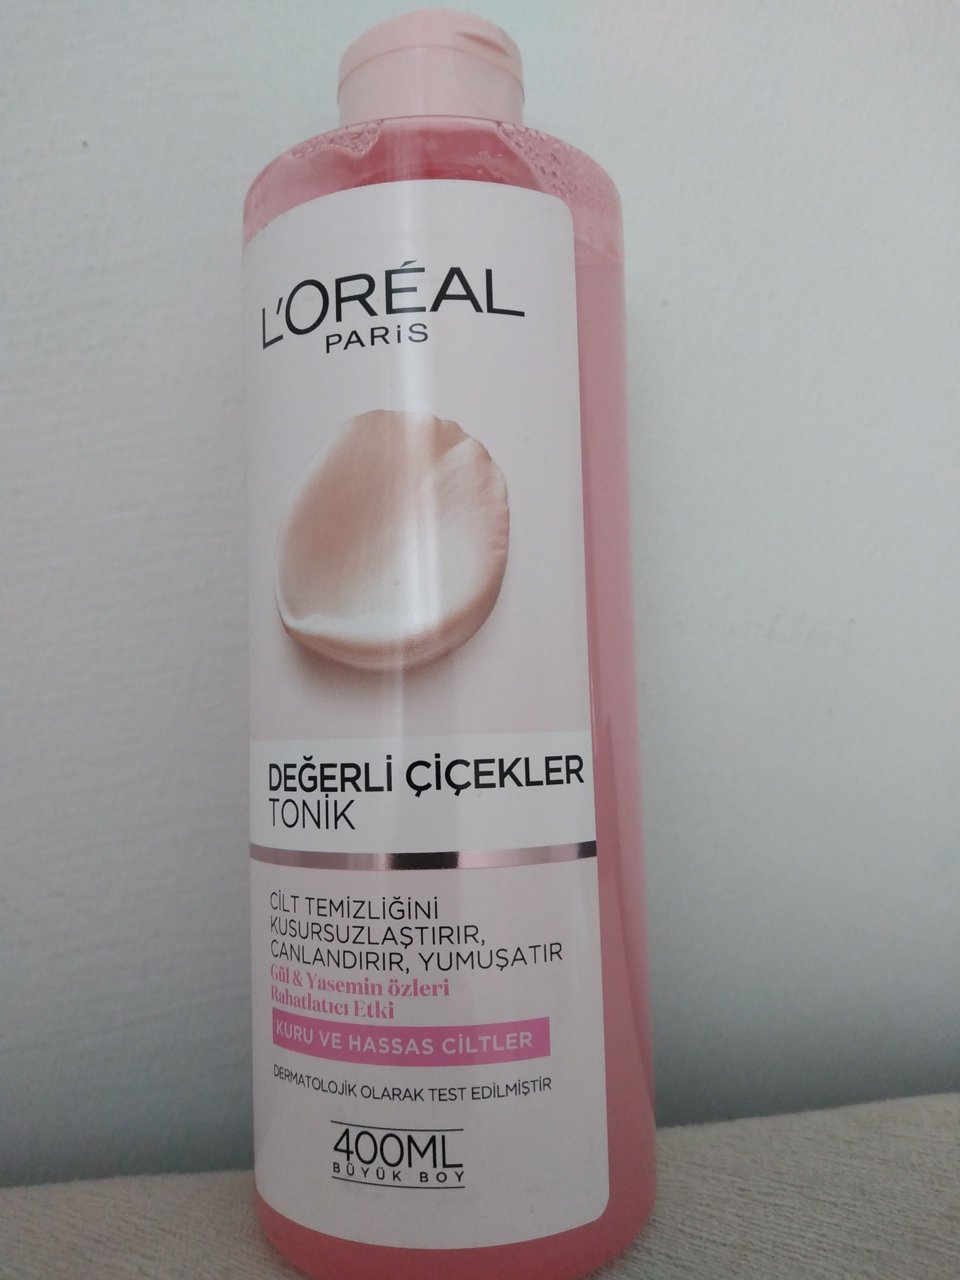 L'ORÉAL
PARiS
DEĞERLİ ÇİÇEKLER
TONİK
CİLT TEMİZLİĞİNİ
KUSURSUZLAŞTIRIR,
CANLANDIRIR, YUMUŞATIR
Gül & Yasemin özleri
Rahatlatıcı Etki
KURU VE HASSAS CİLTLER
DERMATOLOJİK OLARAK TEST EDİLMİŞTİR
400ML
BÜYÜK BOY